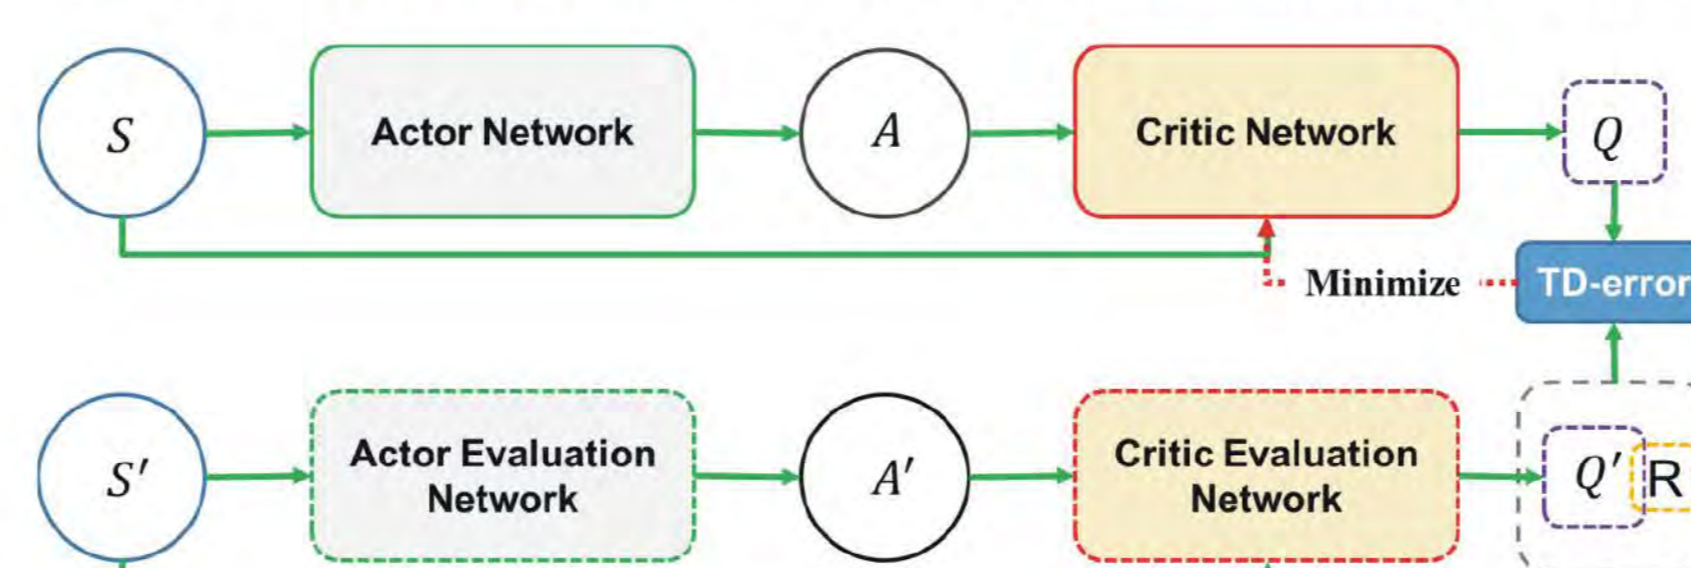 S
Actor Network
A
Critic Network
Q
Minimize
TD-error
S′
Actor Evaluation
Network
A′
Critic Evaluation
Network
Q′
R